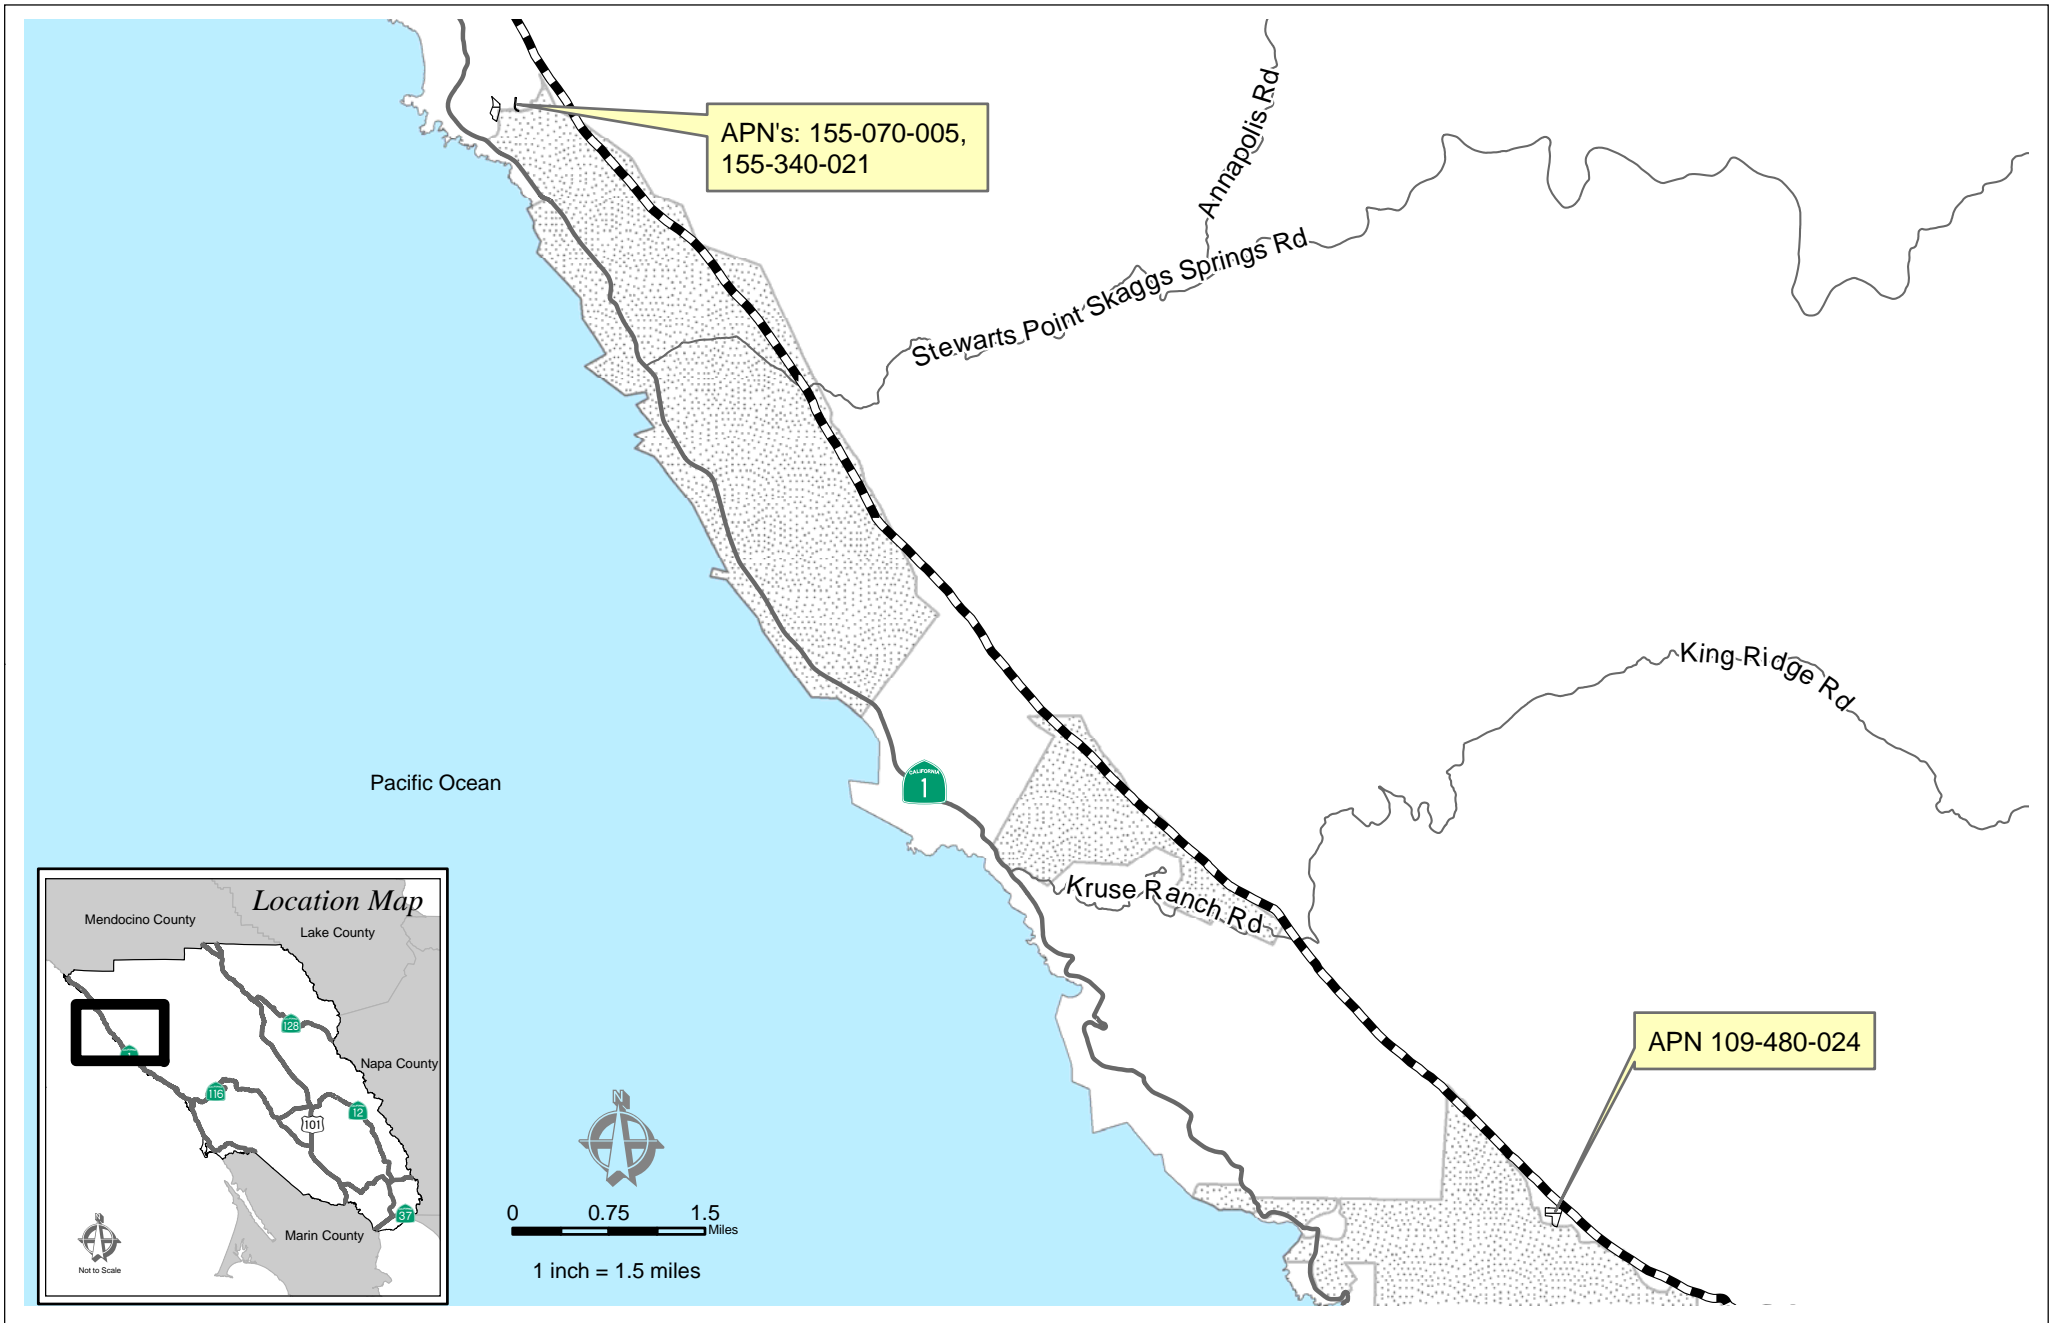 APN's: 155-070-005,
155-340-021
Annapolis Rd
Stewarts Point Skaggs Springs Rd
King Ridge Rd
Pacific Ocean
CALIFORNIA
1
Kruse Ranch Rd
APN 109-480-024
Location Map
Mendocino County
Lake County
128
1
Napa County
116
12
101
37
Marin County
N
Not to Scale
N
0 0.75 1.5
Miles
1 inch = 1.5 miles